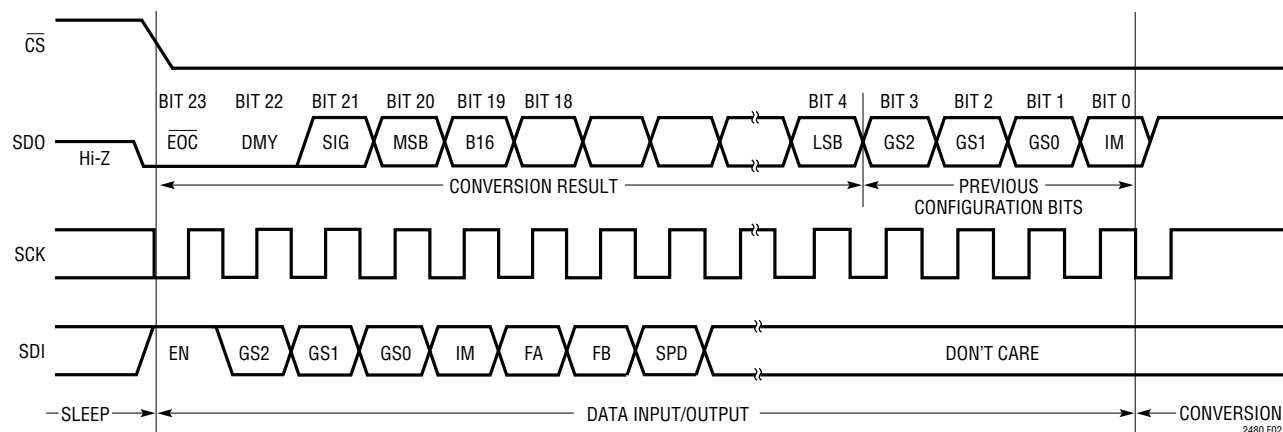 CS
BIT 23 BIT 22 BIT 21 BIT 20 BIT 19 BIT 18 BIT 4 BIT 3 BIT 2 BIT 1 BIT 0
SDO EOC DMY SIG MSB B16 LSB GS2 GS1 GS0 IM
Hi-Z
CONVERSION RESULT PREVIOUS
CONFIGURATION BITS
SCK
SDI EN GS2 GS1 GS0 IM FA FB SPD DON'T CARE
SLEEP DATA INPUT/OUTPUT CONVERSION
2480 F02